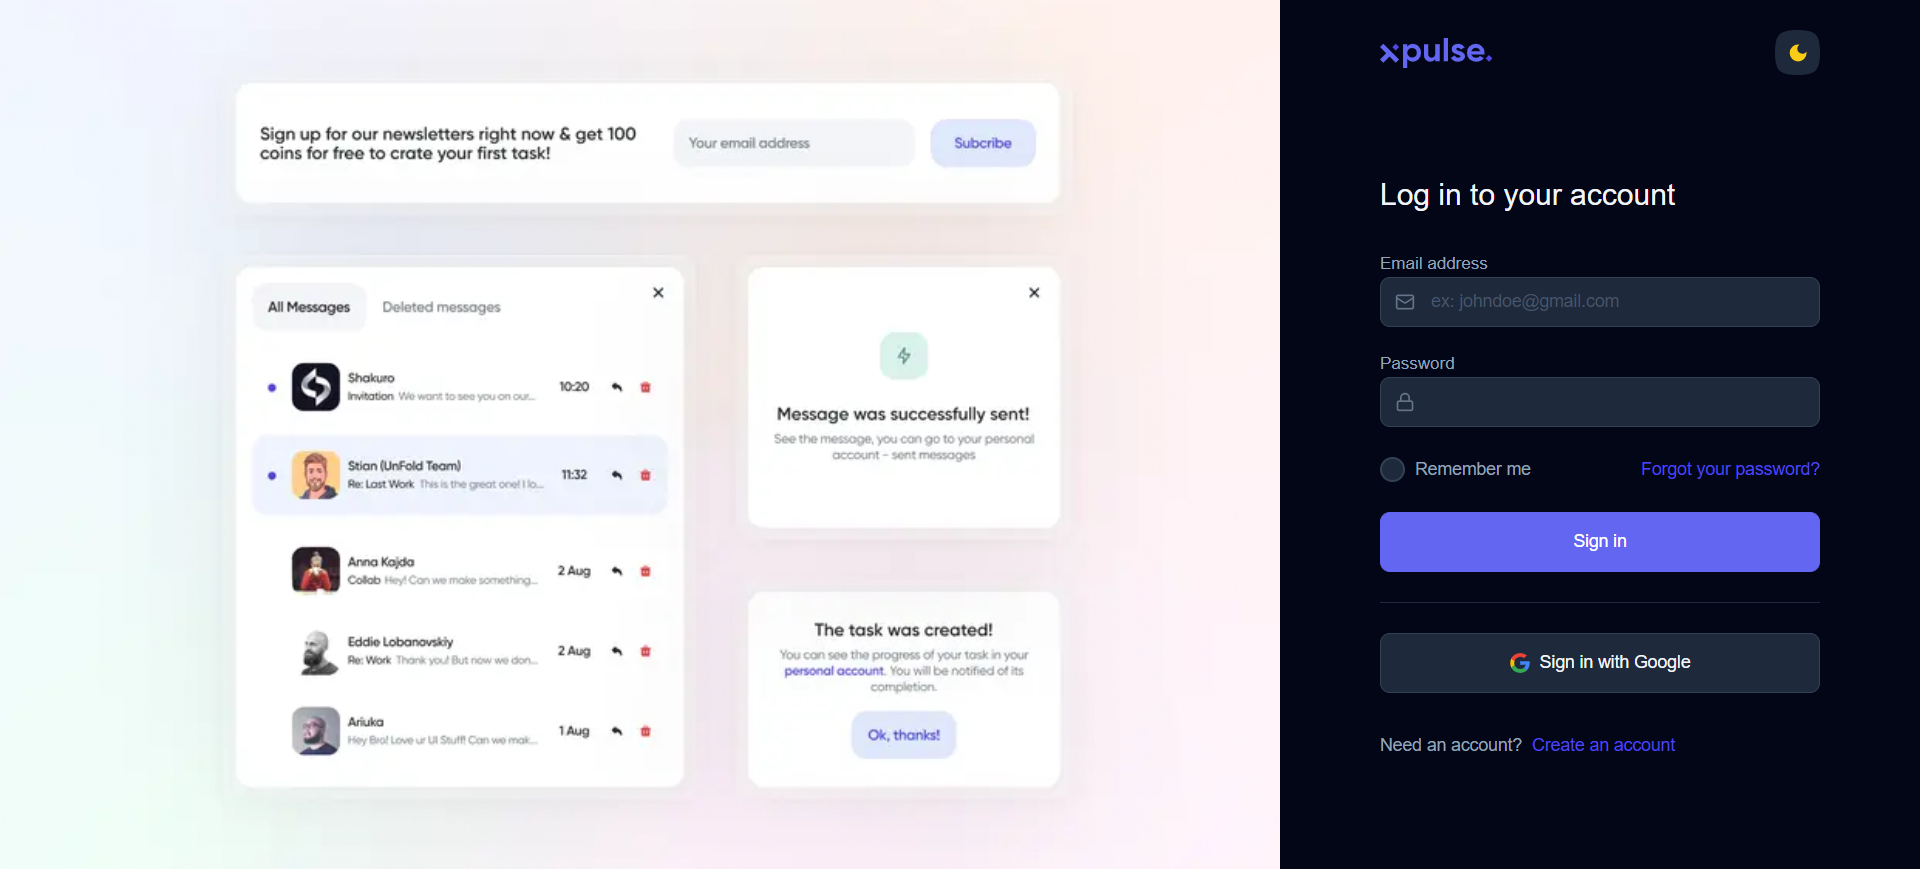 Sign up for our newsletters right now & get 100
coins for free to crate your first task!
Your email address
Subcribe
All Messages
Deleted messages
Shakuro
10:20
Invitation We want to see you on our...
Stian (UnFold Team)
11:32
Re: Last Work This is the great one! I lo...
Anna Kajda
2 Aug
Collab Hey! Can we make something...
Eddie Lobanovskiy
2 Aug
Re: Work Thank you! But now we don...
Ariuka
1 Aug
Hey Bro! Love ur UI Stuff! Can we mak...
Message was successfully sent!
See the message, you can go to your personal
account - sent messages
The task was created!
You can see the progress of your task in your
personal account. You will be notified of its
completion.
Ok, thanks!
xpulse.
Log in to your account
Email address
ex: johndoe@gmail.com
Password
Remember me
Forgot your password?
Sign in
Sign in with Google
Need an account? Create an account